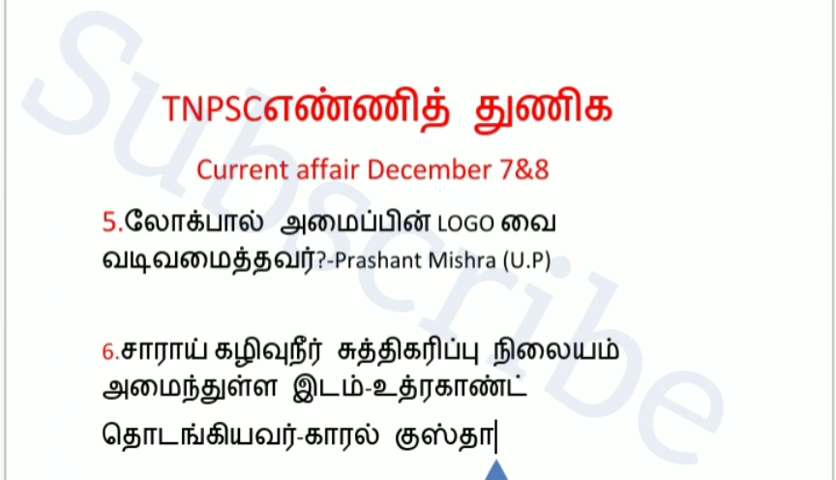 TNPSCஎண்ணித் துணிக
Current affair December 7&8
5.லோக்பால் அமைப்பின் LOGO வை
வடிவமைத்தவர்?-Prashant Mishra (U.P)
6.சாராய் கழிவுநீர் சுத்திகரிப்பு நிலையம்
அமைந்துள்ள இடம்-உத்ரகாண்ட்
தொடங்கியவர்-காரல் குஸ்தா
Subscribe